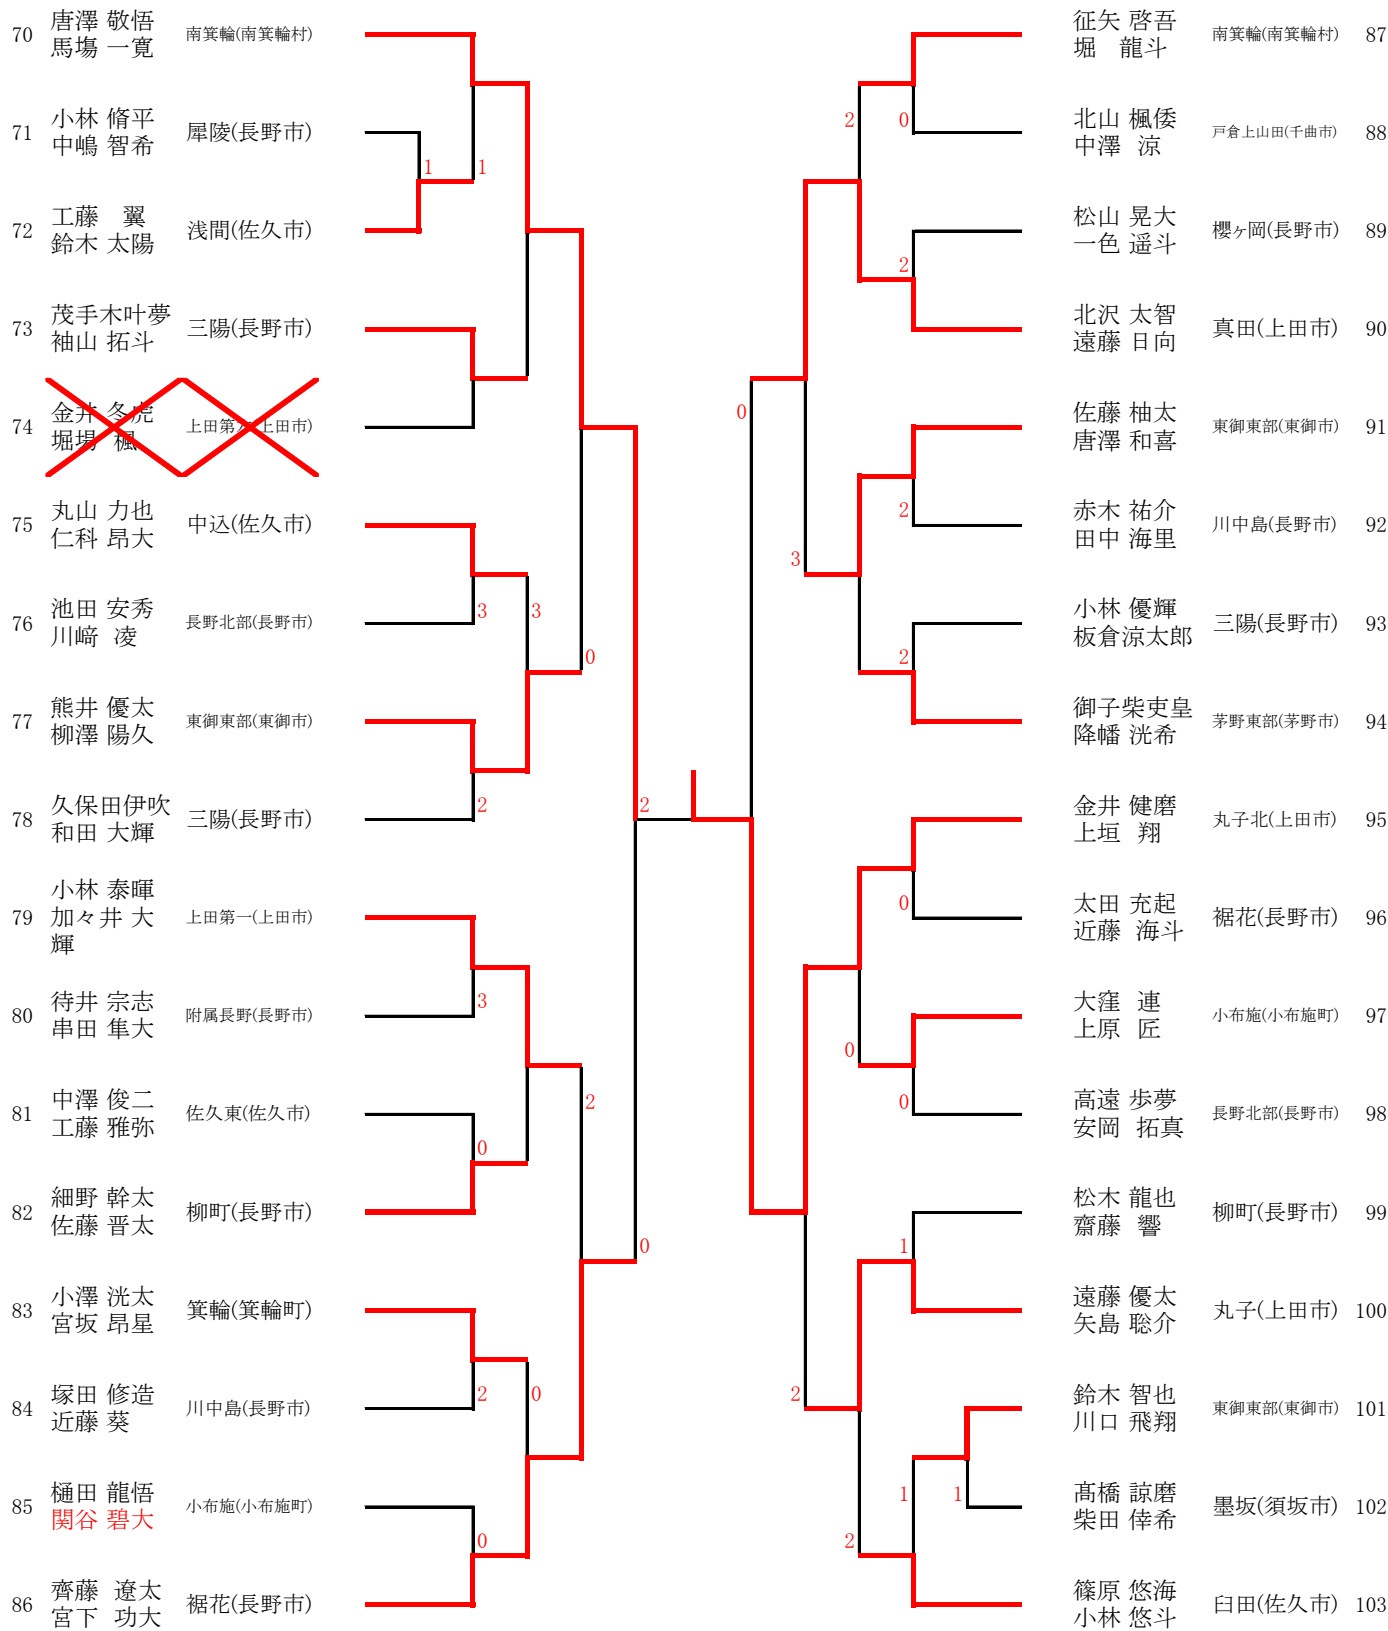 70 唐澤 敬悟 南箕輪(南箕輪村)
馬塲 一寛
71 小林 脩平 犀陵(長野市)
中嶋 智希
1
1
72 工藤 翼 浅間(佐久市)
鈴木 太陽
73 茂手木叶夢 三陽(長野市)
袖山 拓斗
74 金井 冬虎
堀場 楓
75 丸山 力也 中込(佐久市)
仁科 昂大
76 池田 安秀 長野北部(長野市)
川﨑 凌
3
3
0
77 熊井 優太 東御東部(東御市)
柳澤 陽久
78 久保田伊吹 三陽(長野市)
和田 大輝
2
2
79 小林 泰暉 上田第一(上田市)
加々井 大
輝
80 待井 宗志 附属長野(長野市)
串田 隼大
3
81 中澤 俊二 佐久東(佐久市)
工藤 雅弥
2
0
82 細野 幹太 柳町(長野市)
佐藤 晋太
0
83 小澤 洸太 箕輪(箕輪町)
宮坂 昂星
84 塚田 修造 川中島(長野市)
近藤 葵
2
0
85 樋田 龍悟 小布施(小布施町)
関谷 碧大
0
86 齊藤 遼太 裾花(長野市)
宮下 功大
征矢 啓吾 南箕輪(南箕輪村) 87
堀 龍斗
2
0
北山 楓倭 戸倉上山田(千曲市) 88
中澤 涼
松山 晃大 櫻ヶ岡(長野市) 89
一色 遥斗
2
北沢 太智 真田(上田市) 90
遠藤 日向
0
佐藤 柚太 東御東部(東御市) 91
唐澤 和喜
2
赤木 祐介 川中島(長野市) 92
田中 海里
3
小林 優輝 三陽(長野市) 93
板倉涼太郎
2
御子柴吏皇 茅野東部(茅野市) 94
降幡 洸希
金井 健磨 丸子北(上田市) 95
上垣 翔
0
太田 充起 裾花(長野市) 96
近藤 海斗
大窪 連 小布施(小布施町) 97
上原 匠
0
0
高遠 歩夢 長野北部(長野市) 98
安岡 拓真
松木 龍也 柳町(長野市) 99
齋藤 響
1
遠藤 優太 丸子(上田市) 100
矢島 聡介
2
鈴木 智也 東御東部(東御市) 101
川口 飛翔
1
1
髙橋 諒磨 墨坂(須坂市) 102
柴田 倖希
2
篠原 悠海 臼田(佐久市) 103
小林 悠斗